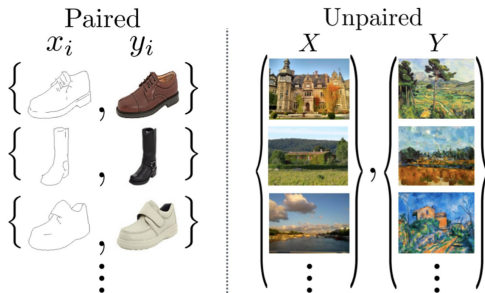 Paired
x_i y_i
Unpaired
X Y
{ , }
{ , }
{ , }
⋮
{ , }
⋮ ⋮